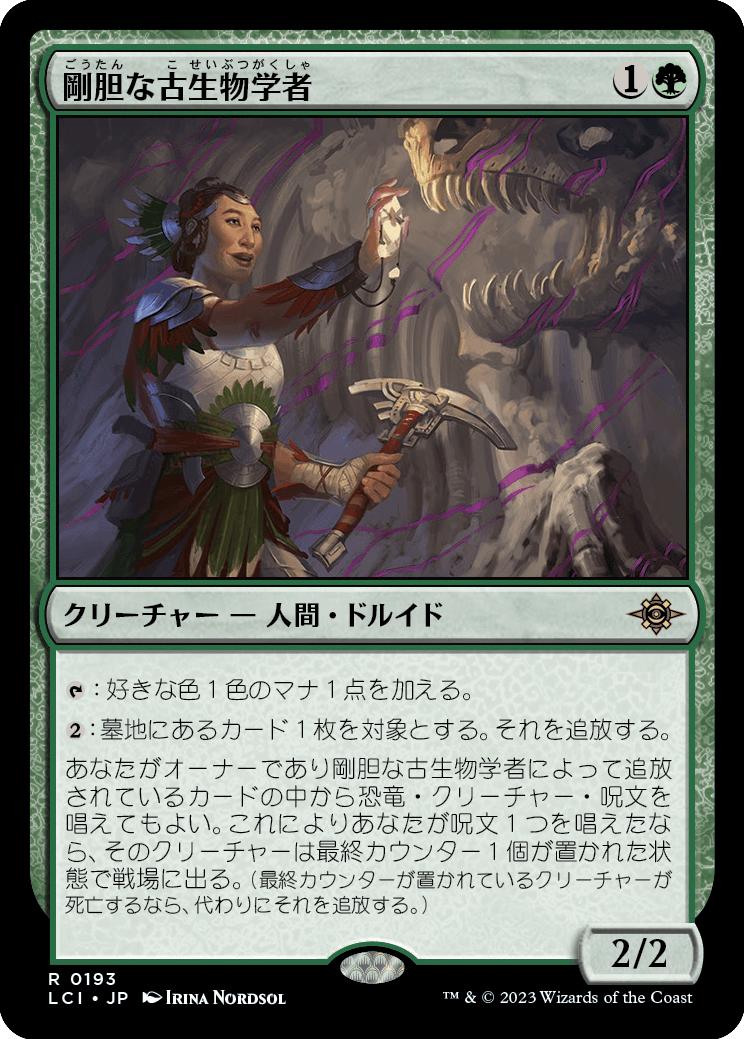 ごうたん こせいぶつがくしゃ
剛胆な古生物学者 1
クリーチャー — 人間・ドルイド
:好きな色1色のマナ1点を加える。
2:墓地にあるカード1枚を対象とする。それを追放する。
あなたがオーナーであり剛胆な古生物学者によって追放
されているカードの中から恐竜・クリーチャー・呪文を
唱えてもよい。これによりあなたが呪文1つを唱えたな
ら、そのクリーチャーは最終カウンター1個が置かれた状
態で戦場に出る。(最終カウンターが置かれているクリーチャーが
死亡するなら、代わりにそれを追放する。)
2/2
R 0193
LCI • JP Irina Nordsol
™ & © 2023 Wizards of the Coast